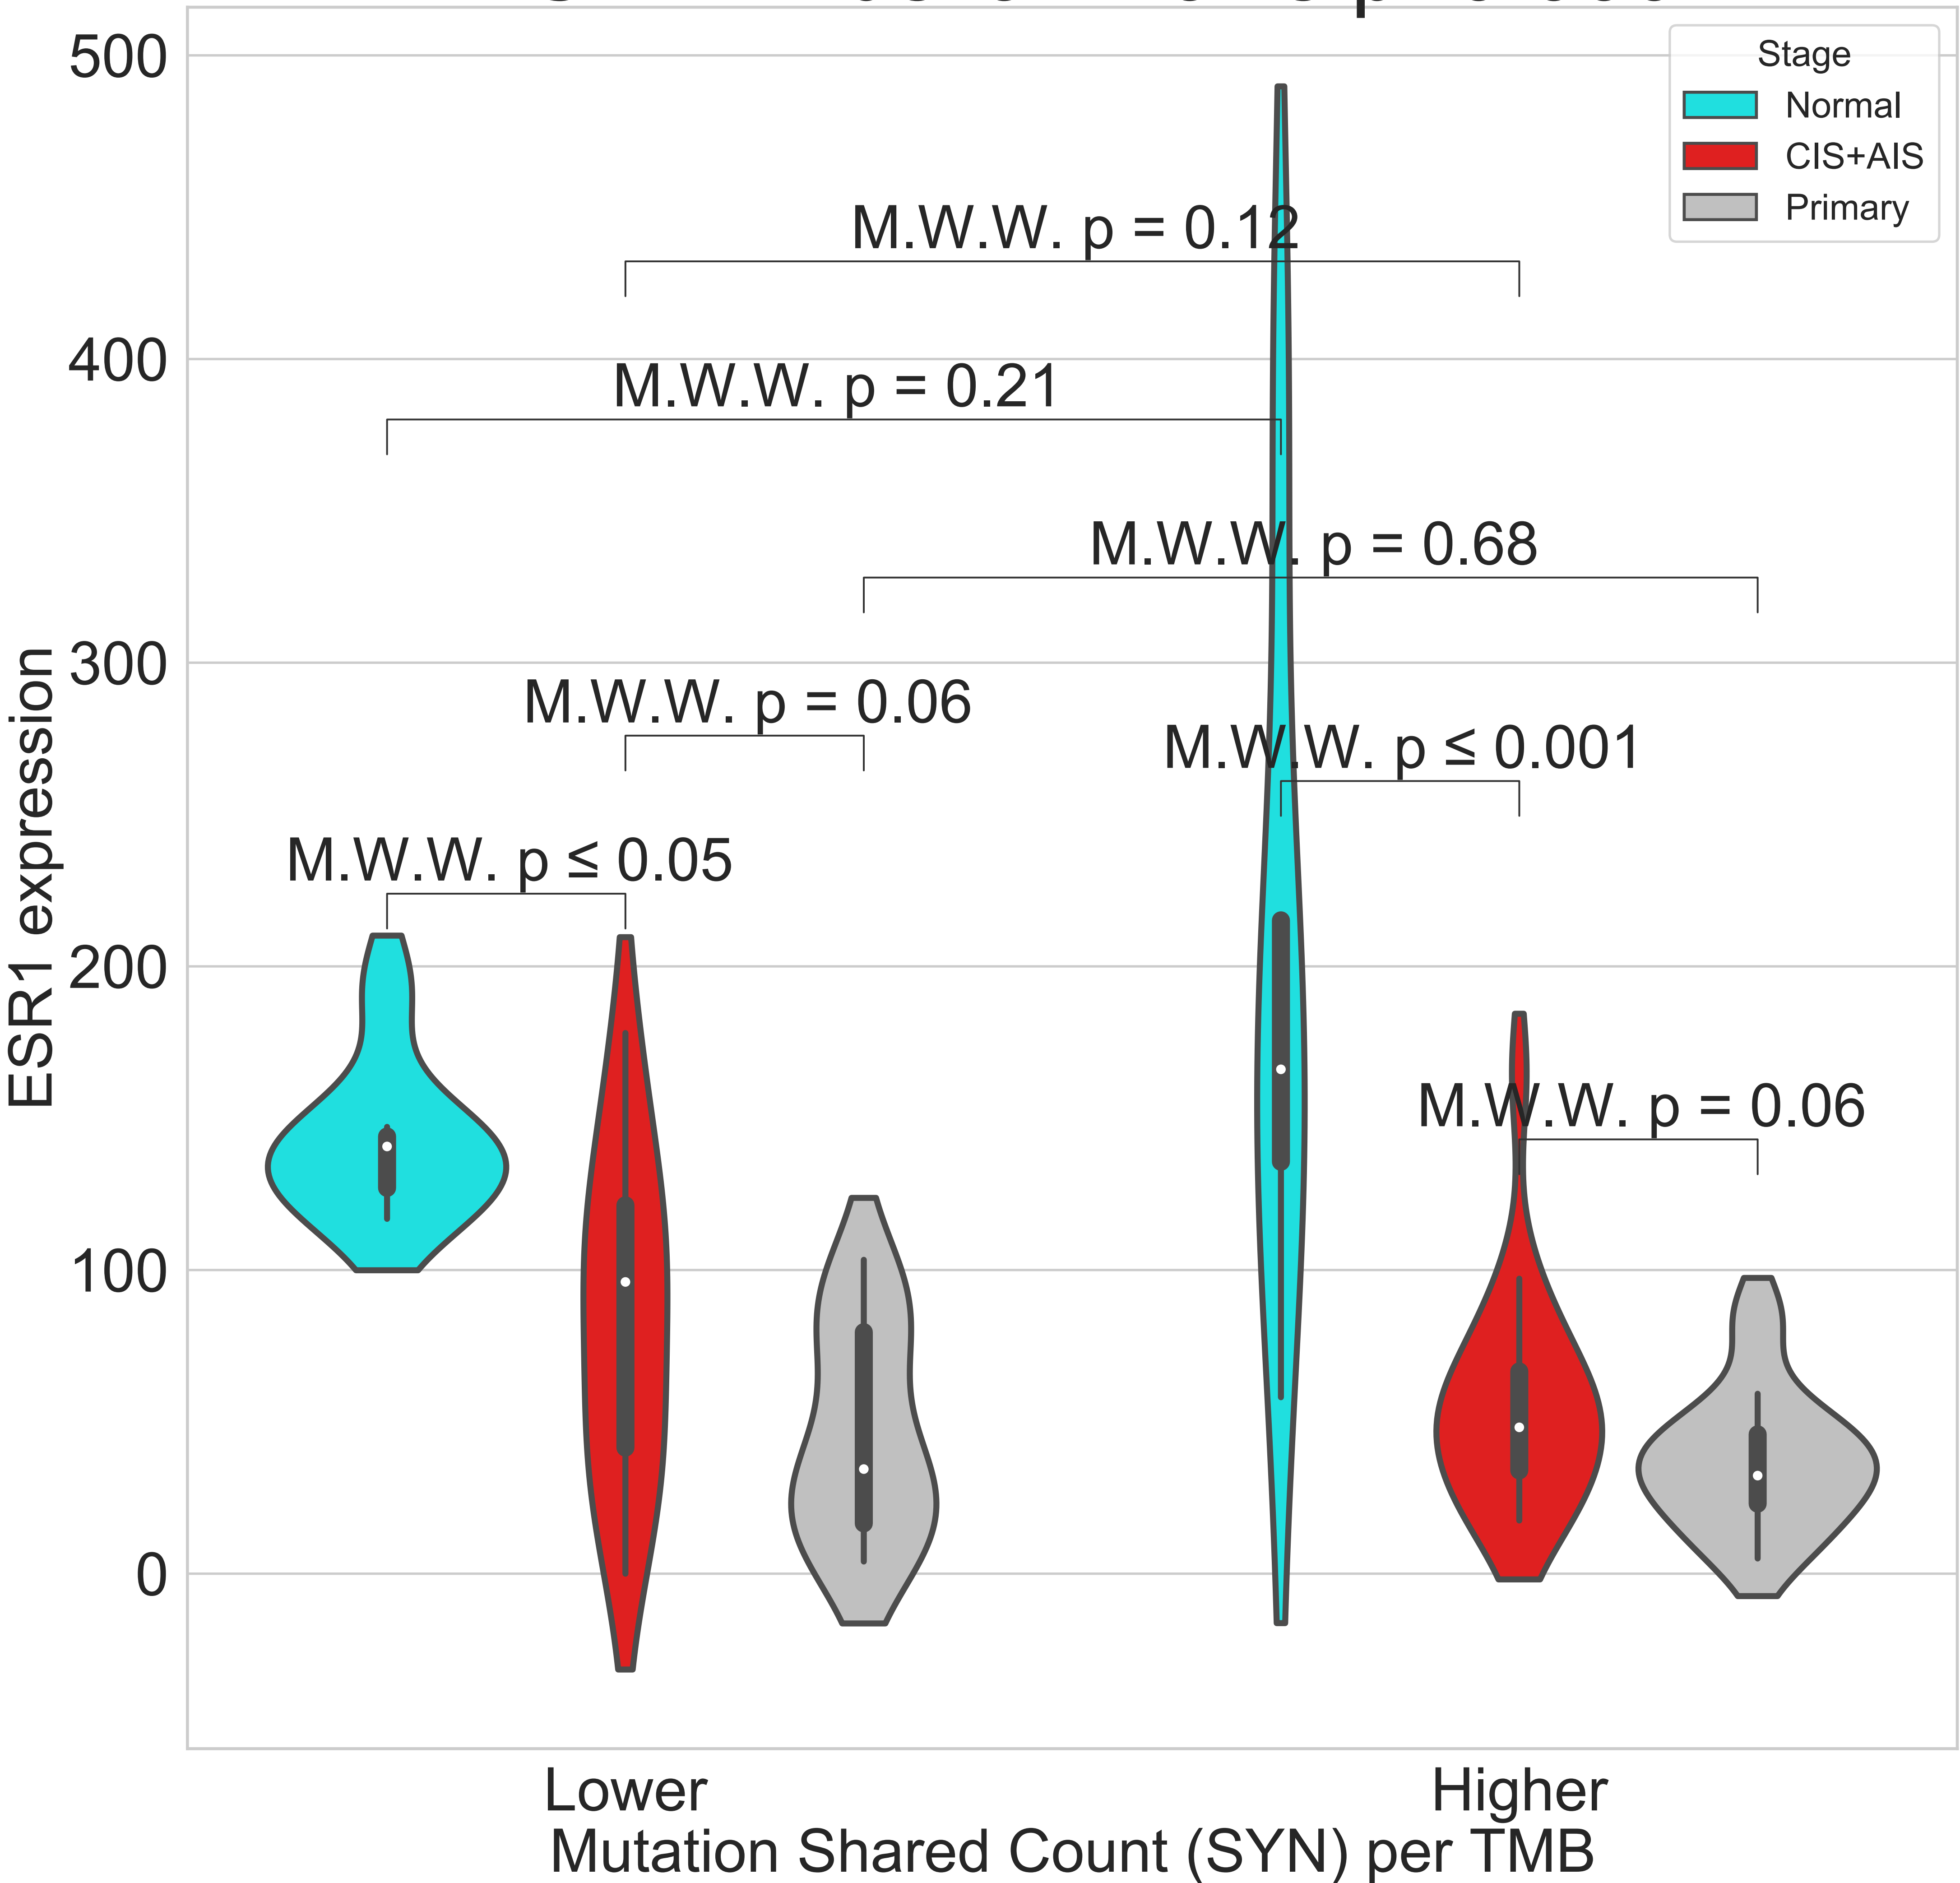 500
Stage
Normal
CIS+AIS
Primary
M.W.W. p = 0.12
400
M.W.W. p = 0.21
M.W.W. p = 0.68
300
M.W.W. p = 0.06
M.W.W. p ≤ 0.001
M.W.W. p ≤ 0.05
200
M.W.W. p = 0.06
100
0
ESR1 expression
Lower
Higher
Mutation Shared Count (SYN) per TMB